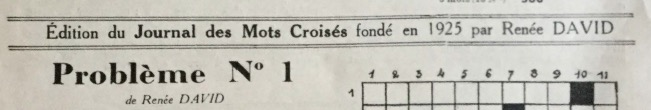 Édition du Journal des Mots Croisés fondé en 1925 par Renée DAVID
Problème Nº 1
de Renée DAVID
1 2 3 4 5 6 7 8 9 10 11
1